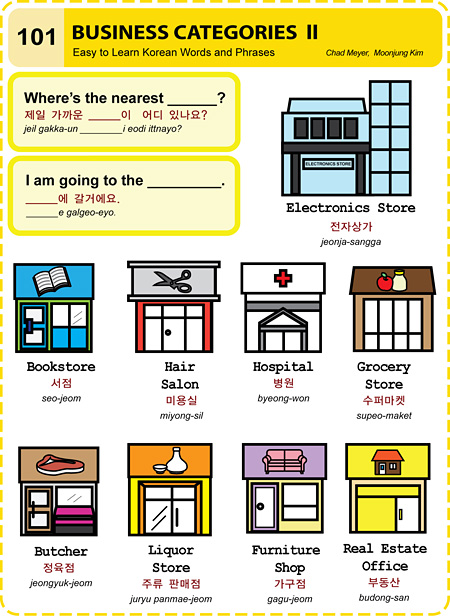 101
BUSINESS CATEGORIES II
Easy to Learn Korean Words and Phrases
Chad Meyer, Moonjung Kim
Where's the nearest _______?
제일 가까운 _____이 어디 있나요?
jeil gakka-un ________i eodi ittnayo?
I am going to the _________.
_____에 갈거에요.
______e galgeo-eyo.
ELECTRONICS STORE
Electronics Store
전자상가
jeonja-sangga
Bookstore
서점
seo-jeom
Hair
Salon
미용실
miyong-sil
Hospital
병원
byeong-won
Grocery
Store
수퍼마켓
supeo-maket
Butcher
정육점
jeongyuk-jeom
Liquor
Store
주류 판매점
juryu panmae-jeom
Furniture
Shop
가구점
gagu-jeom
Real Estate
Office
부동산
budong-san